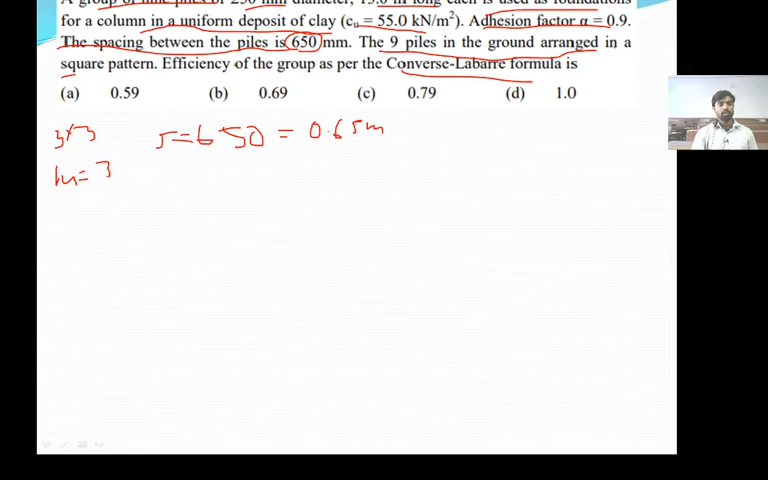 A group of nine piles of 250 mm diameter, 15.0 m long each is used as foundations
for a column in a uniform deposit of clay (cu = 55.0 kN/m²). Adhesion factor α = 0.9.
The spacing between the piles is 650 mm. The 9 piles in the ground arranged in a
square pattern. Efficiency of the group as per the Converse-Labarre formula is
(a) 0.59 (b) 0.69 (c) 0.79 (d) 1.0
3×3 s=650 = 0.65m
m=3